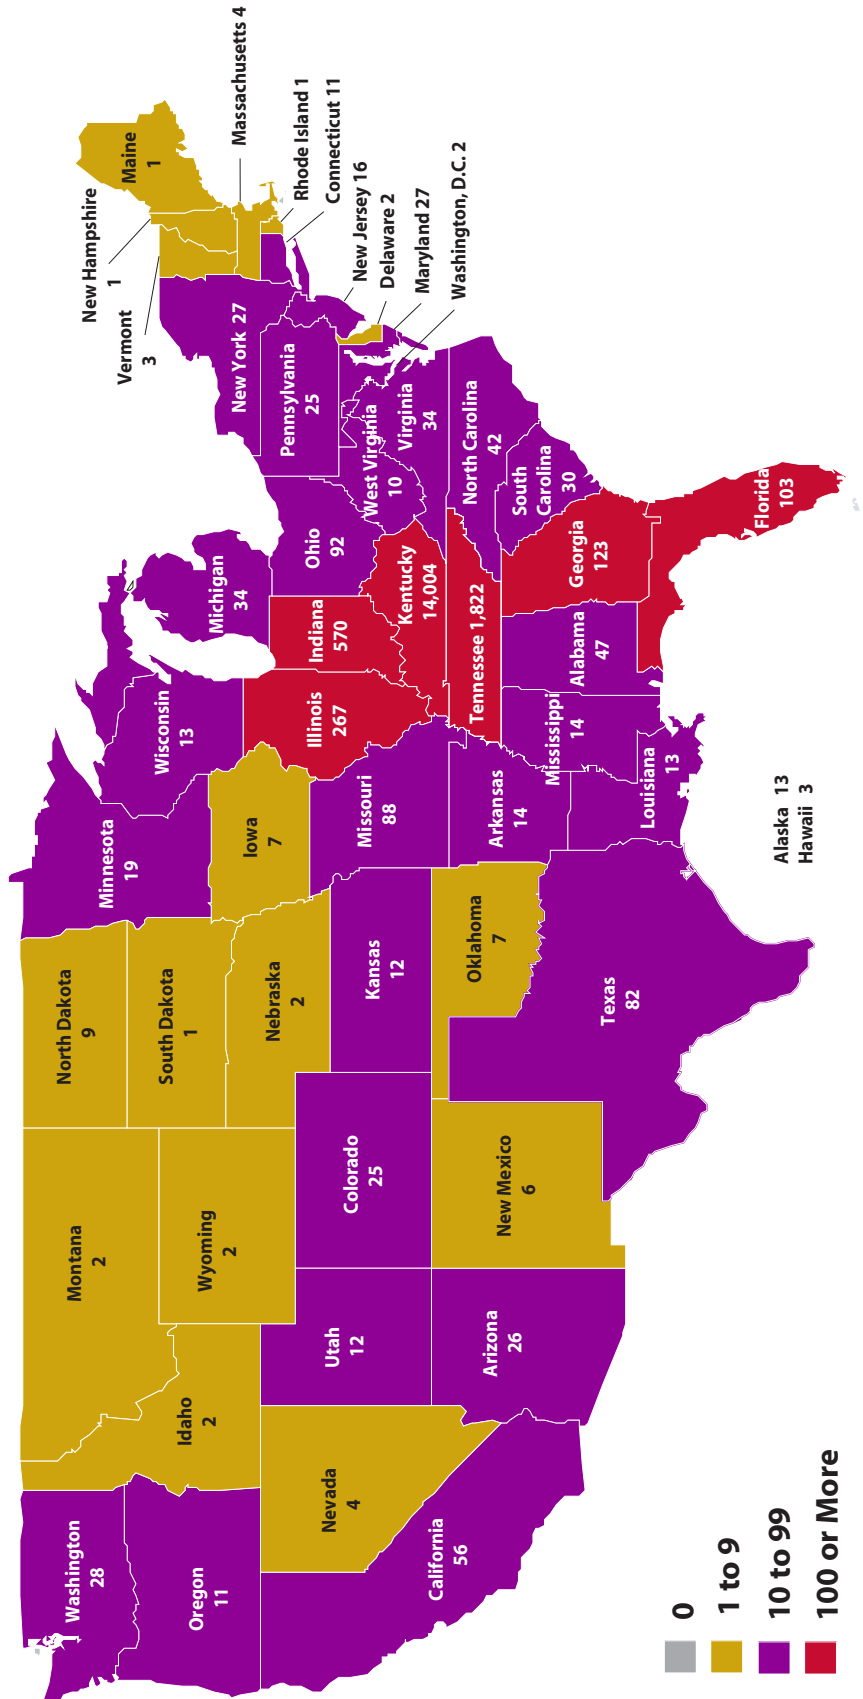 Washington
28
Oregon
11
California
56
Nevada
4
Idaho
2
Montana
2
Wyoming
2
Utah
12
Arizona
26
Colorado
25
New Mexico
6
North Dakota
9
South Dakota
1
Nebraska
2
Kansas
12
Oklahoma
7
Texas
82
Minnesota
19
Iowa
7
Missouri
88
Arkansas
14
Louisiana
13
Wisconsin
13
Illinois
267
Michigan
34
Indiana
570
Ohio
92
Kentucky
14,004
Tennessee 1,822
Mississippi
14
Alabama
47
Georgia
123
Florida
103
South
Carolina
30
North Carolina
42
Virginia
34
West Virginia
10
Pennsylvania
25
New York 27
Vermont
3
New Hampshire
1
Maine
1
Massachusetts 4
Rhode Island 1
Connecticut 11
New Jersey 16
Delaware 2
Maryland 27
Washington, D.C. 2
Alaska 13
Hawaii 3
0
1 to 9
10 to 99
100 or More